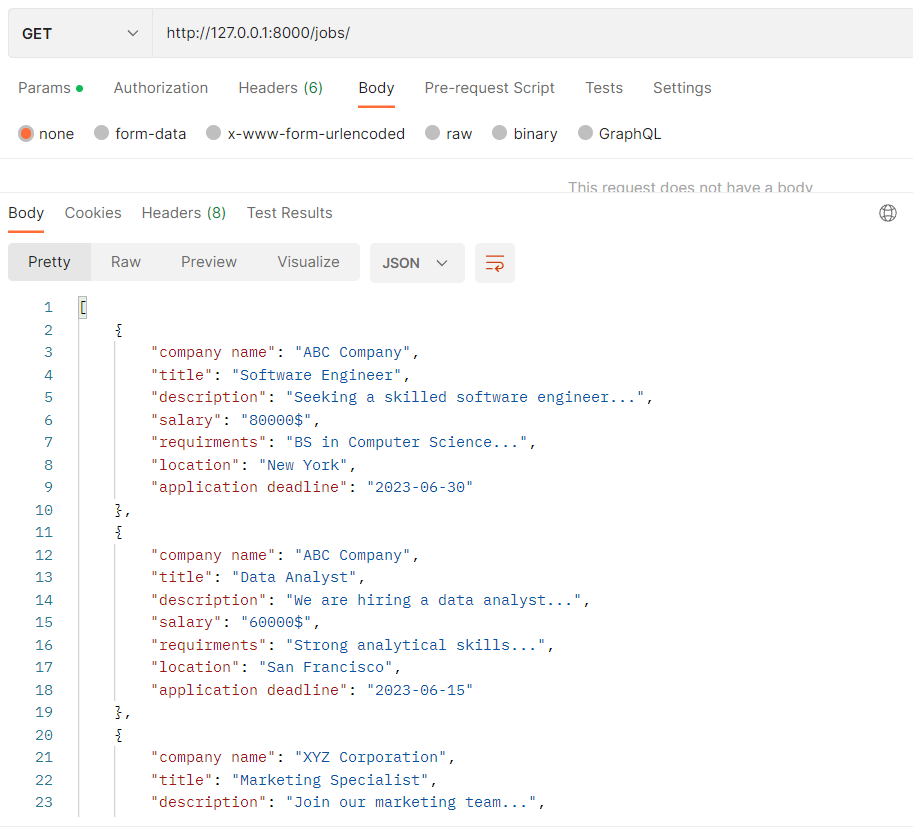 GET http://127.0.0.1:8000/jobs/
Params Authorization Headers (6) Body Pre-request Script Tests Settings
none form-data x-www-form-urlencoded raw binary GraphQL
This request does not have a body
Body Cookies Headers (8) Test Results
Pretty Raw Preview Visualize JSON
1 [
2 {
3 "company name": "ABC Company",
4 "title": "Software Engineer",
5 "description": "Seeking a skilled software engineer...",
6 "salary": "80000$",
7 "requirments": "BS in Computer Science...",
8 "location": "New York",
9 "application deadline": "2023-06-30"
10 },
11 {
12 "company name": "ABC Company",
13 "title": "Data Analyst",
14 "description": "We are hiring a data analyst...",
15 "salary": "60000$",
16 "requirments": "Strong analytical skills...",
17 "location": "San Francisco",
18 "application deadline": "2023-06-15"
19 },
20 {
21 "company name": "XYZ Corporation",
22 "title": "Marketing Specialist",
23 "description": "Join our marketing team...",